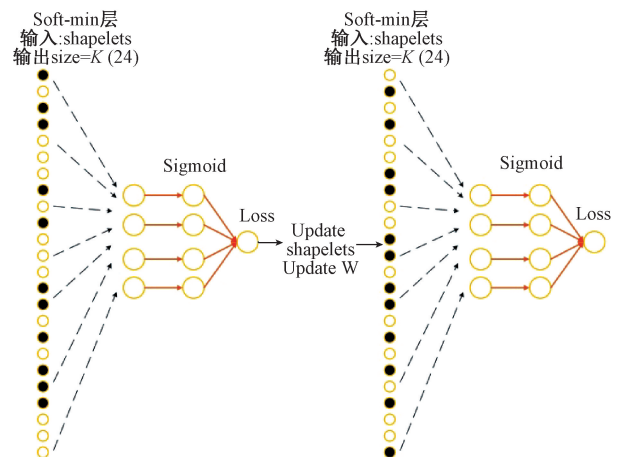 Soft-min层
输入:shapelets
输出size=K (24)
Sigmoid
Loss
Update
shapelets
Update W
Soft-min层
输入:shapelets
输出size=K (24)
Sigmoid
Loss